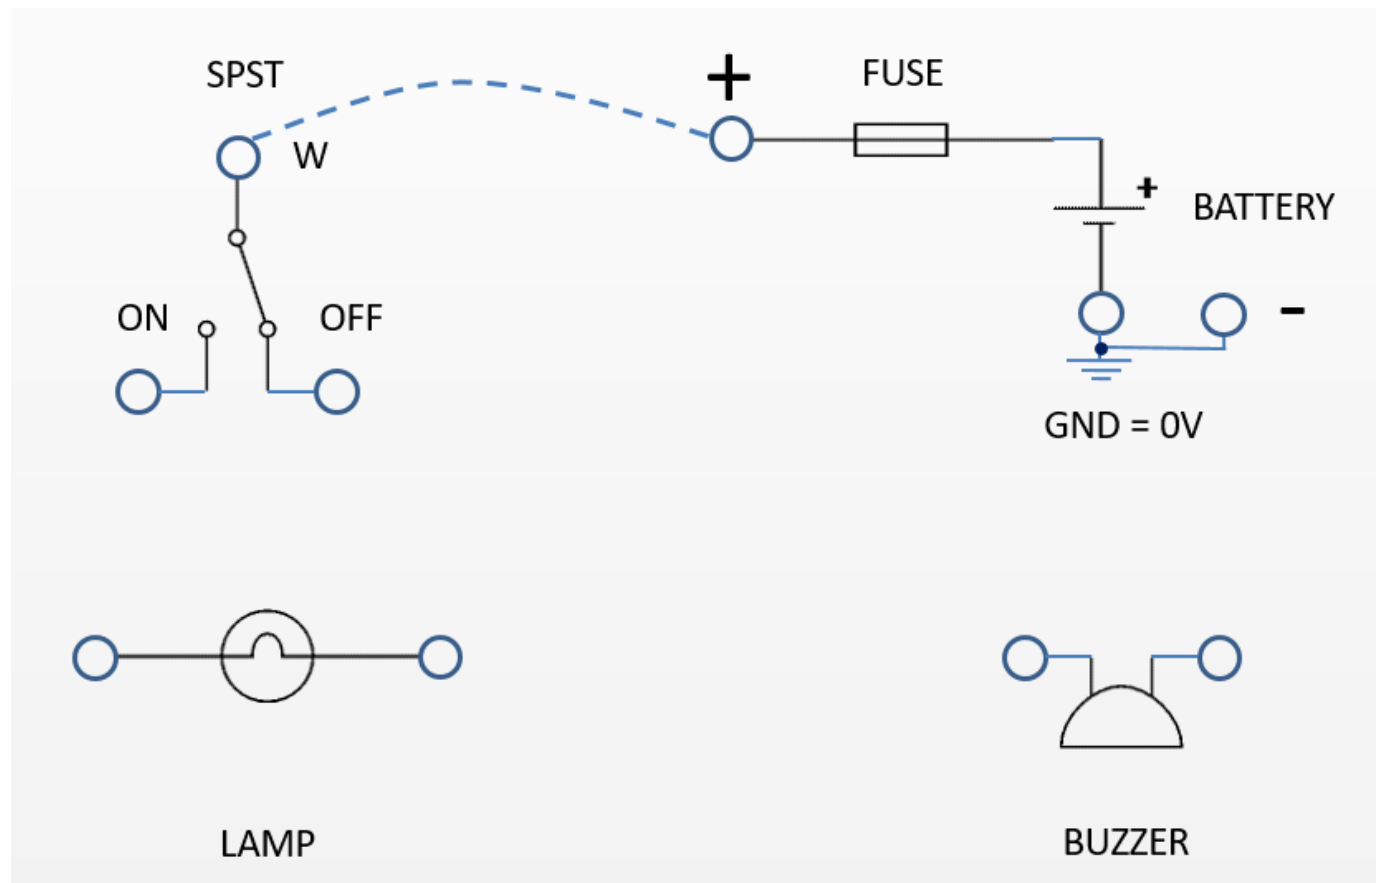 SPST
+
FUSE
W
+
BATTERY
ON
OFF
-
GND = 0V
LAMP
BUZZER